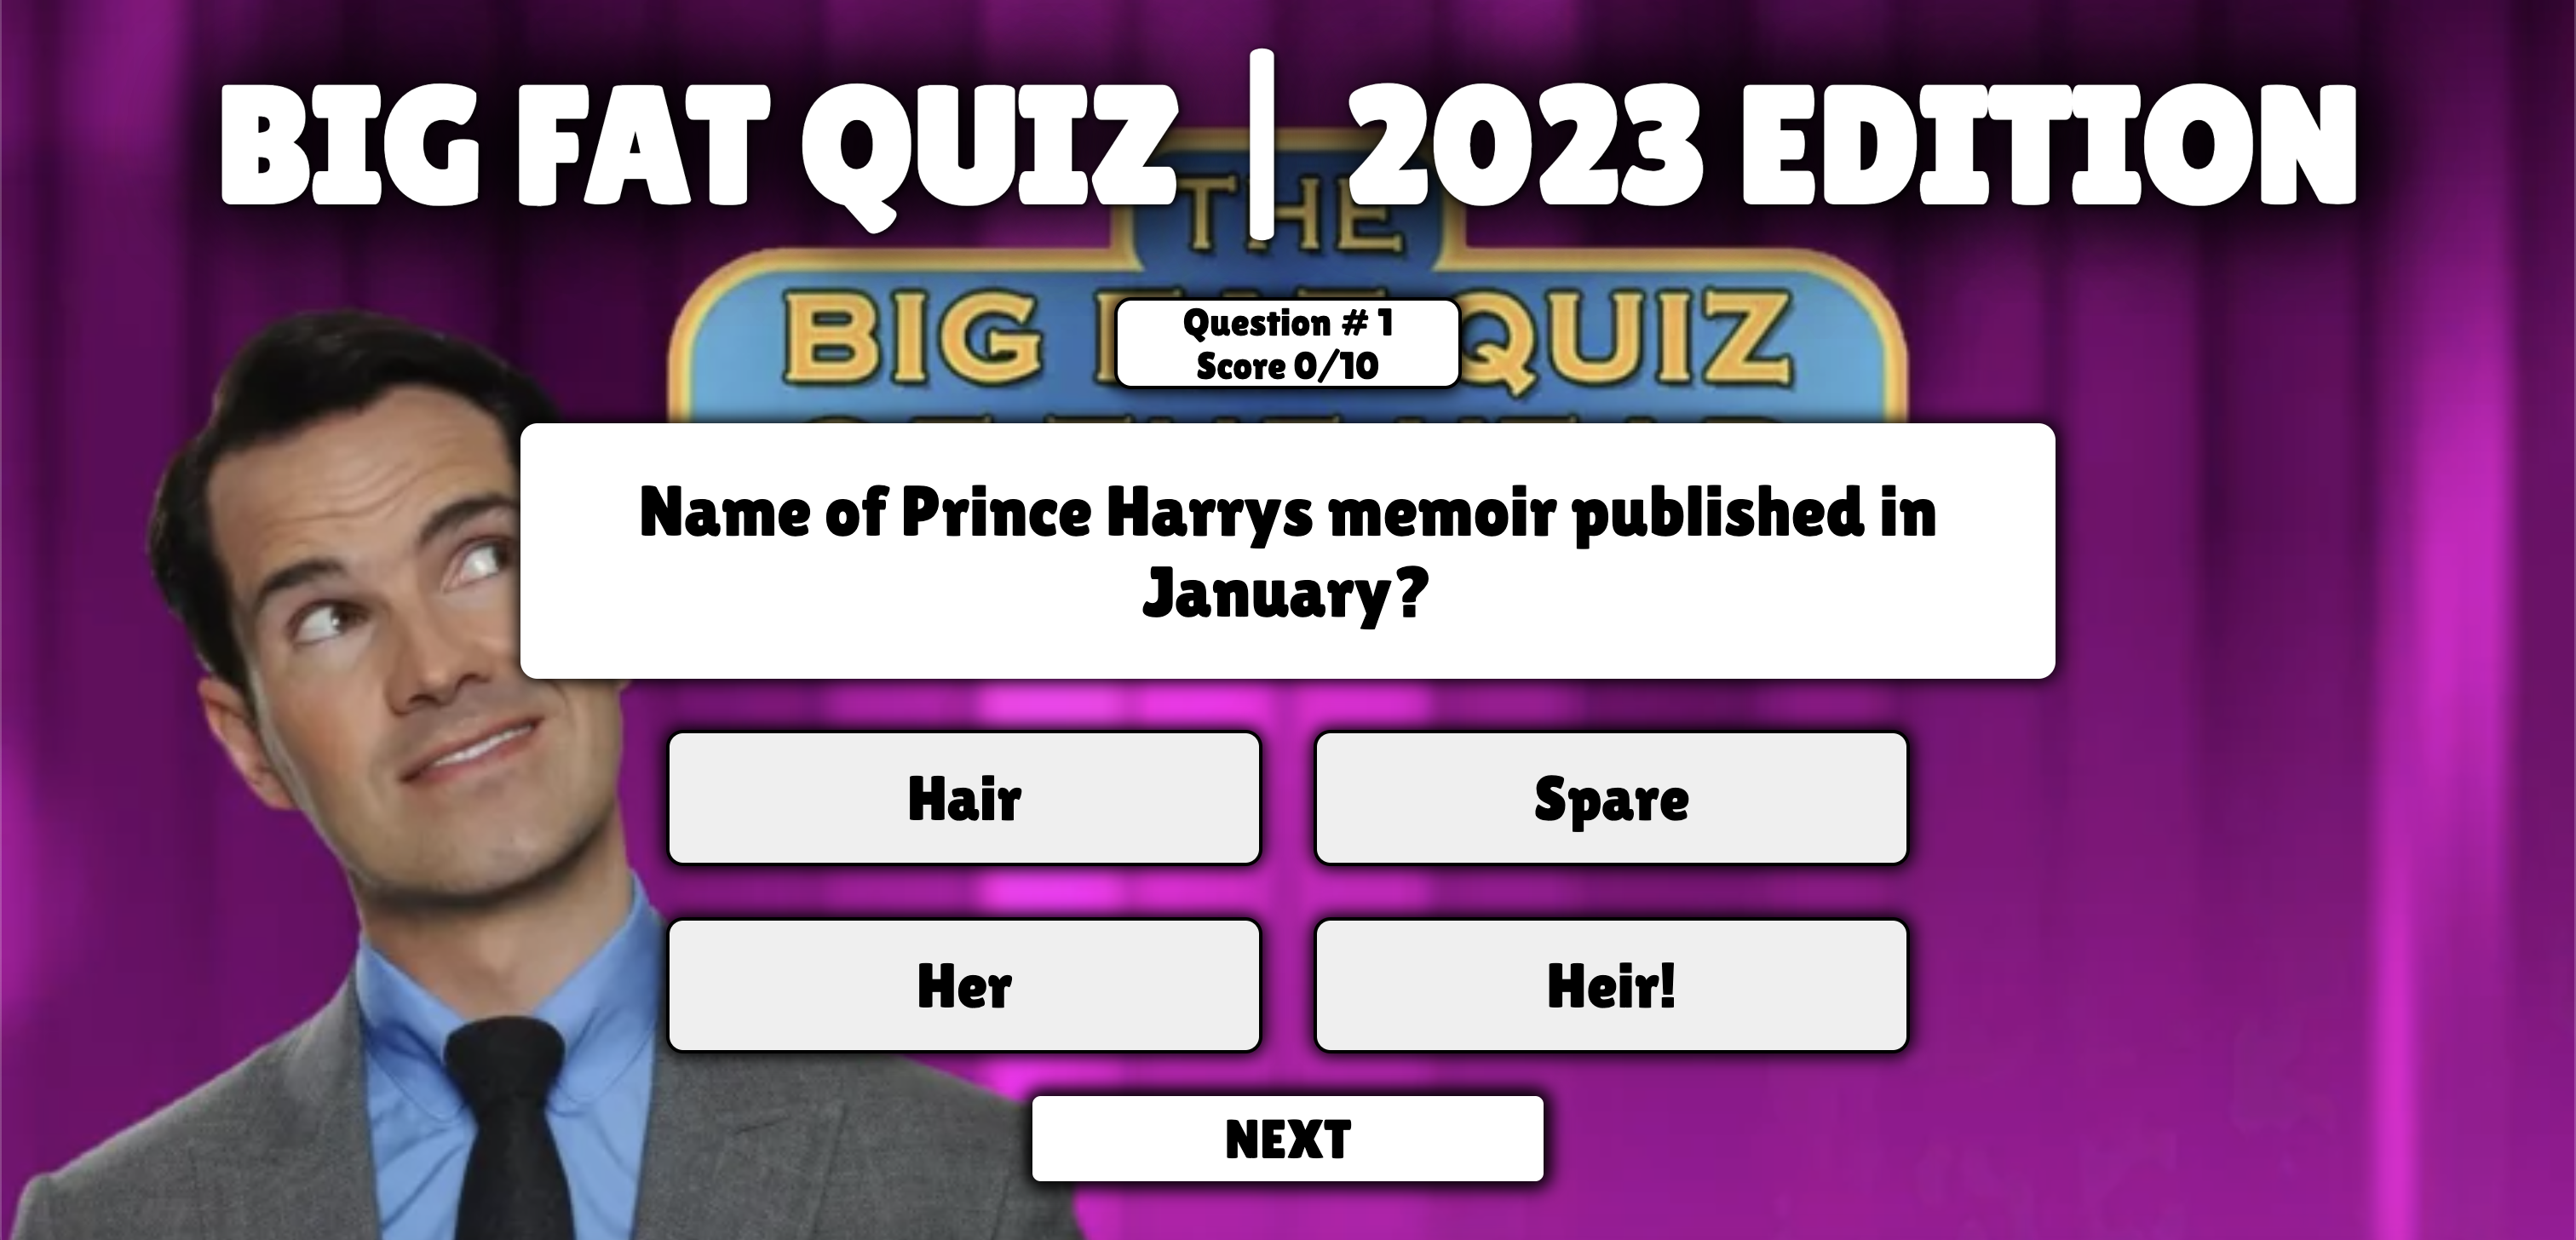 BIG FAT QUIZ | 2023 EDITION
THE
BIG QUIZ
Question # 1
Score 0/10
Name of Prince Harrys memoir published in
January?
Hair
Spare
Her
Heir!
NEXT